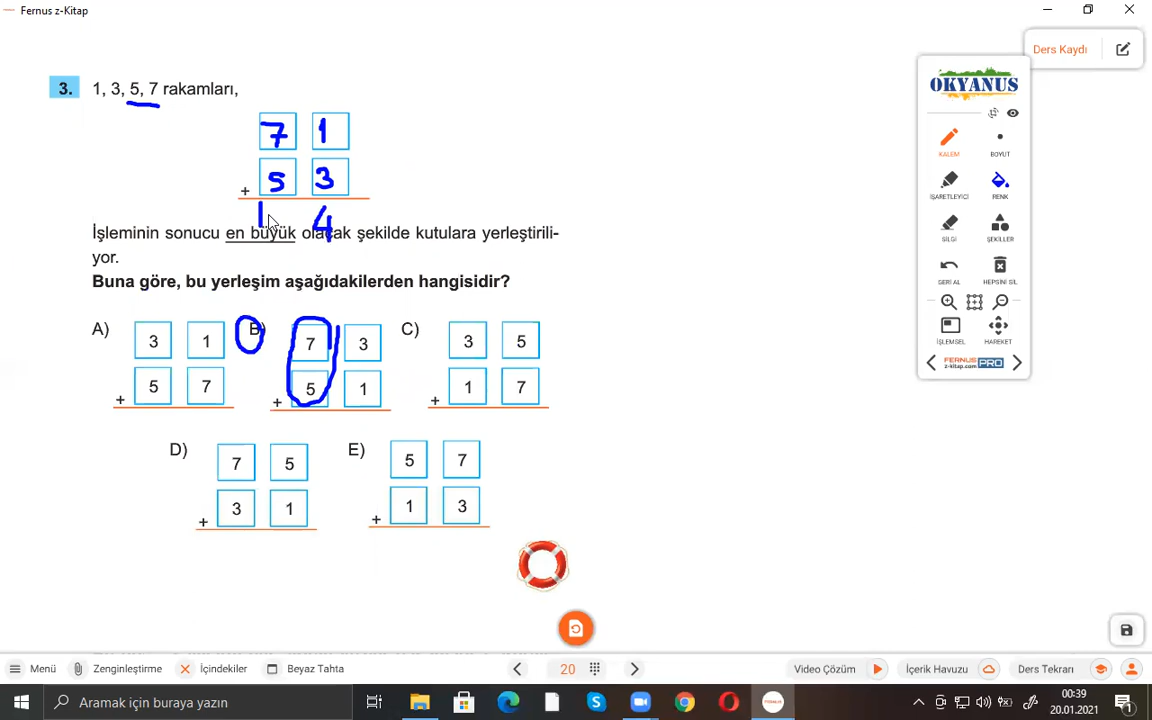 Fernus z-Kitap
Ders Kaydı
3. 1, 3, 5, 7 rakamları,
7 1
5 3
+
1 4
İşleminin sonucu en büyük olacak şekilde kutulara yerleştirili-
yor.
Buna göre, bu yerleşim aşağıdakilerden hangisidir?
A) 3 1
+ 5 7
B) 7 3
+ 5 1
C) 3 5
+ 1 7
D) 7 5
+ 3 1
E) 5 7
+ 1 3
OKYANUS
KALEM BOYUT
İŞARETLEYİCİ RENK
SİLGİ ŞEKİLLER
GERİ AL HEPSİNİ SİL
İŞLEMSEL HAREKET
FERNUS PRO
z-kitap.com
Menü Zenginleştirme İçindekiler Beyaz Tahta 20 Video Çözüm İçerik Havuzu Ders Tekrarı
Aramak için buraya yazın
00:39
20.01.2021
1